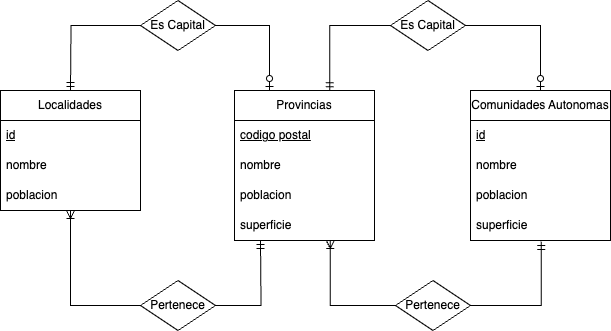 Es Capital
Es Capital
Localidades
id
nombre
poblacion
Provincias
codigo postal
nombre
poblacion
superficie
Comunidades Autonomas
id
nombre
poblacion
superficie
Pertenece
Pertenece